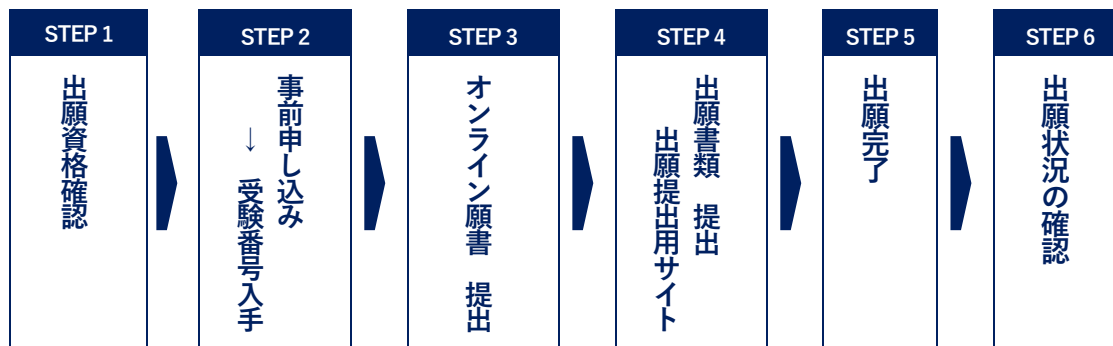 STEP 1
出願資格確認
STEP 2
事前申し込み
→ 受験番号入手
STEP 3
オンライン願書 提出
STEP 4
出願書類 提出
出願提出用サイト
STEP 5
出願完了
STEP 6
出願状況の確認